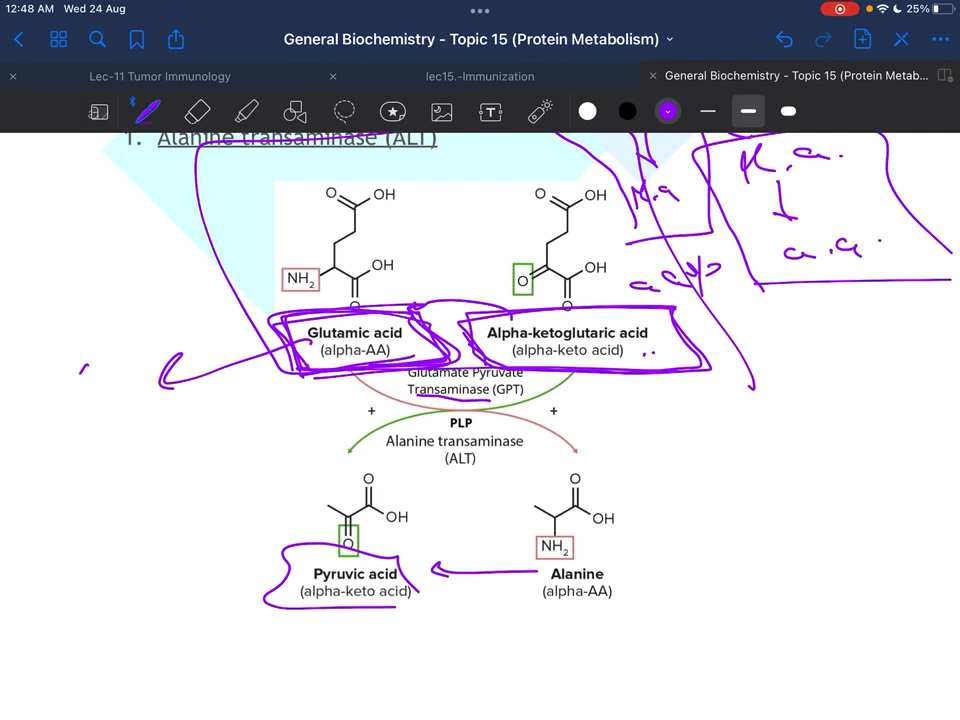 12:48 AM Wed 24 Aug
25%
General Biochemistry - Topic 15 (Protein Metabolism)
Lec-11 Tumor Immunology
lec15.-Immunization
General Biochemistry - Topic 15 (Protein Metab...
1. Alanine transaminase (ALT)
O OH
O OH
NH2 OH
O
O OH
O
Glutamic acid
(alpha-AA)
Alpha-ketoglutaric acid
(alpha-keto acid)
Glutamate Pyruvate
Transaminase (GPT)
+ +
PLP
Alanine transaminase
(ALT)
O
OH
O
O
OH
NH2
Pyruvic acid
(alpha-keto acid)
Alanine
(alpha-AA)
K.a.
a.a.